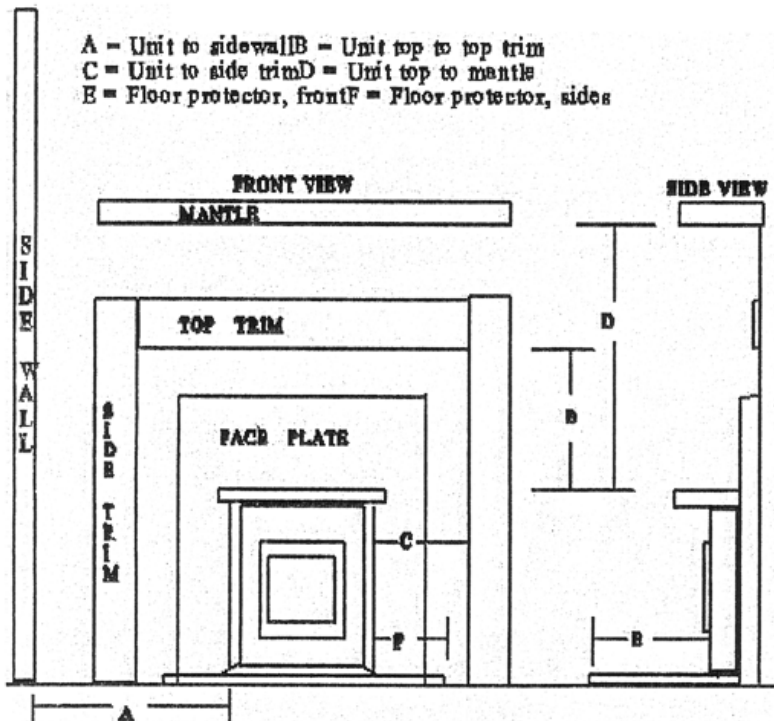 A = Unit to sidewallB = Unit top to top trim
C = Unit to side trimD = Unit top to mantle
E = Floor protector, frontF = Floor protector, sides
FRONT VIEW
SIDE VIEW
MANTLE
SIDE WALL
TOP TRIM
D
SIDE TRIM
B
FACE PLATE
C
F
E
A